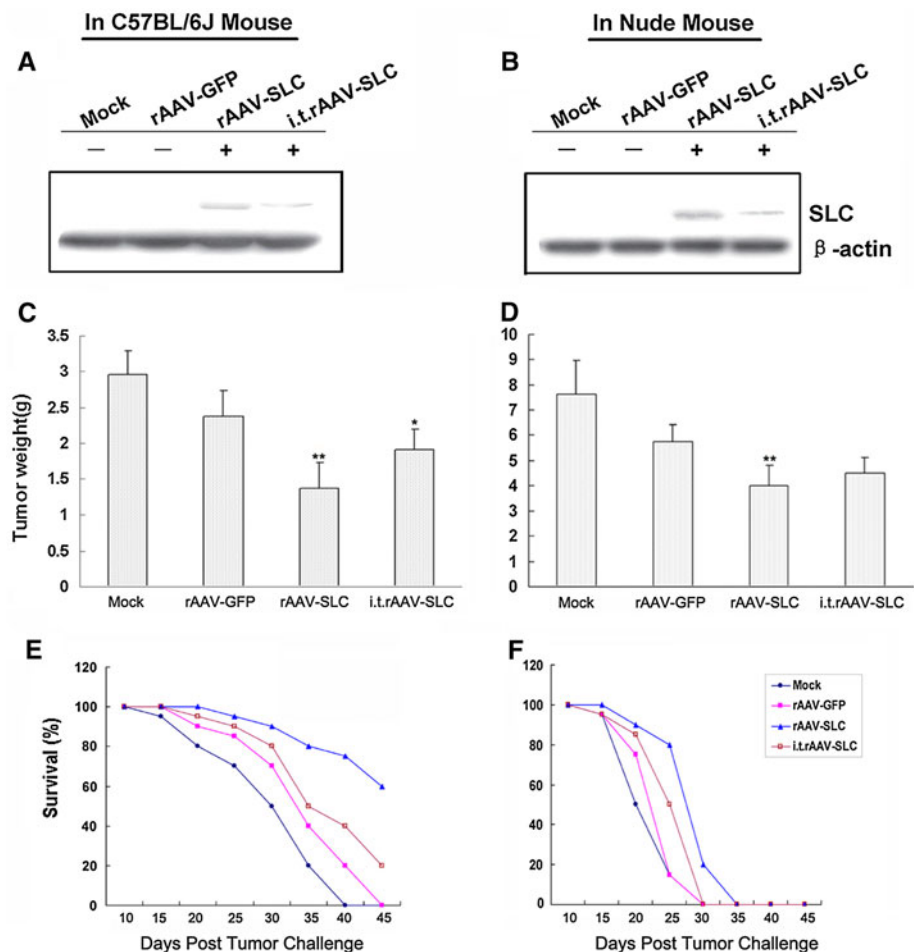 In C57BL/6J Mouse
In Nude Mouse
A
Mock rAAV-GFP rAAV-SLC i.t.rAAV-SLC
— — + +
B
Mock rAAV-GFP rAAV-SLC i.t.rAAV-SLC
— — + +
SLC
β-actin
C
Tumor weight(g)
3.5
3
2.5
2
1.5
1
0.5
0
** *
Mock rAAV-GFP rAAV-SLC i.t.rAAV-SLC
D
10
9
8
7
6
5
4
3
2
1
0
**
Mock rAAV-GFP rAAV-SLC i.t.rAAV-SLC
E
Survival (%)
120
100
80
60
40
20
0
10 15 20 25 30 35 40 45
Days Post Tumor Challenge
F
120
100
80
60
40
20
0
Mock
rAAV-GFP
rAAV-SLC
i.t.rAAV-SLC
10 15 20 25 30 35 40 45
Days Post Tumor Challenge